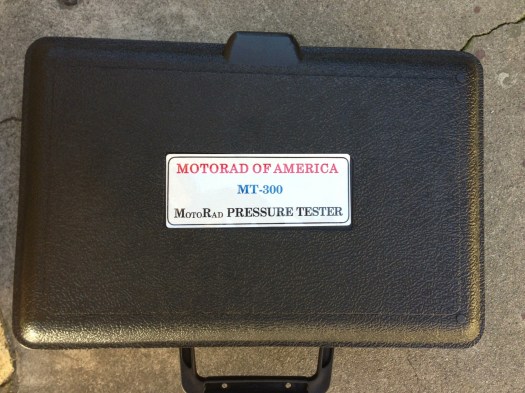 MOTORAD OF AMERICA
MT-300
MOTORAD PRESSURE TESTER